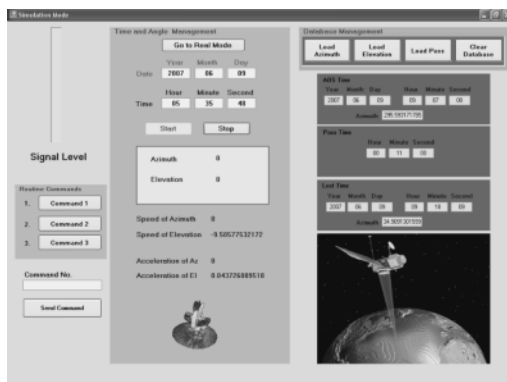 Simulation Mode
Signal Level
Routine Commands
1. Command 1
2. Command 2
3. Command 3
Command No.
Send Command
Time and Angle Management
Go to Real Mode
Year Month Day
Date 2007 06 09
Hour Minute Second
Time 05 35 48
Start Stop
Azimuth 0
Elevation 0
Speed of Azimuth 0
Speed of Elevation -9.50577532172
Acceleration of Az 0
Acceleration of El 0.043726889518
Database Management
Load Azimuth
Load Elevation
Load Pass
Clear Database
AOS Time
Year Month Day Hour Minute Second
2007 06 09 09 07 08
Azimuth
Pass Time
Hour Minute Second
00 11 00
Lost Time
Year Month Day Hour Minute Second
2007 06 09 09 18 09
Azimuth